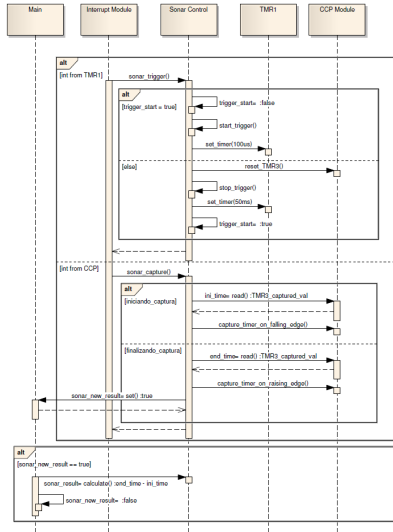 Main
Interrupt Module
Sonar Control
TMR1
CCP Module
alt
[int from TMR1]
sonar_trigger()
alt
[trigger_start = true]
trigger_start= :false
start_trigger()
set_timer(100us)
[else]
reset_TMR3()
stop_trigger()
set_timer(50ms)
trigger_start= :true
[int from CCP]
sonar_capture()
alt
[iniciando_captura]
ini_time= read() :TMR3_captured_val
capture_timer_on_falling_edge()
[finalizando_captura]
end_time= read() :TMR3_captured_val
capture_timer_on_raising_edge()
sonar_new_result= set() :true
alt
[sonar_new_result == true]
sonar_result= calculate() :end_time - ini_time
sonar_new_result= :false